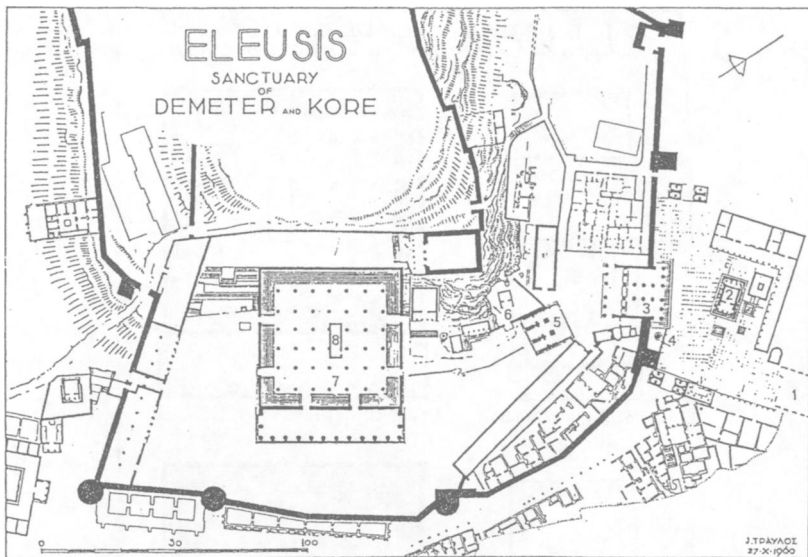 ELEUSIS
SANCTUARY
OF
DEMETER AND KORE
2
3
4
5
6
8
7
1
0
50
100
J.ΤΡΑΥΛΟΣ
27·X·1960